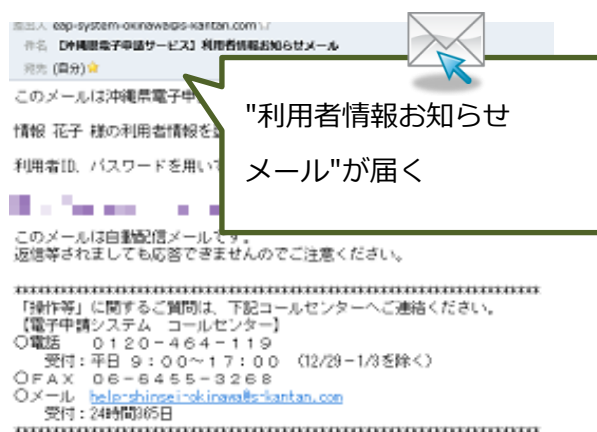 差出人 eap-system-okinawa@s-kantan.com
件名 【沖縄県電子申請サービス】利用者情報お知らせメール
宛先 (自分)
このメールは沖縄県電子申
情報 花子 様の利用者情報を
利用者ID、パスワードを用いて
"利用者情報お知らせ
メール"が届く
このメールは自動配信メールです。
返信等されましても応答できませんのでご注意ください。
「操作等」に関するご質問は、下記コールセンターへご連絡ください。
【電子申請システム　コールセンター】
○電話　　０１２０－４６４－１１９
受付：平日 ９：００～１７：００　（12/29－1/3を除く）
○ＦＡＸ　０６－６４５５－３２６８
○メール　help-shinsei-okinawa@s-kantan.com
受付：24時間365日